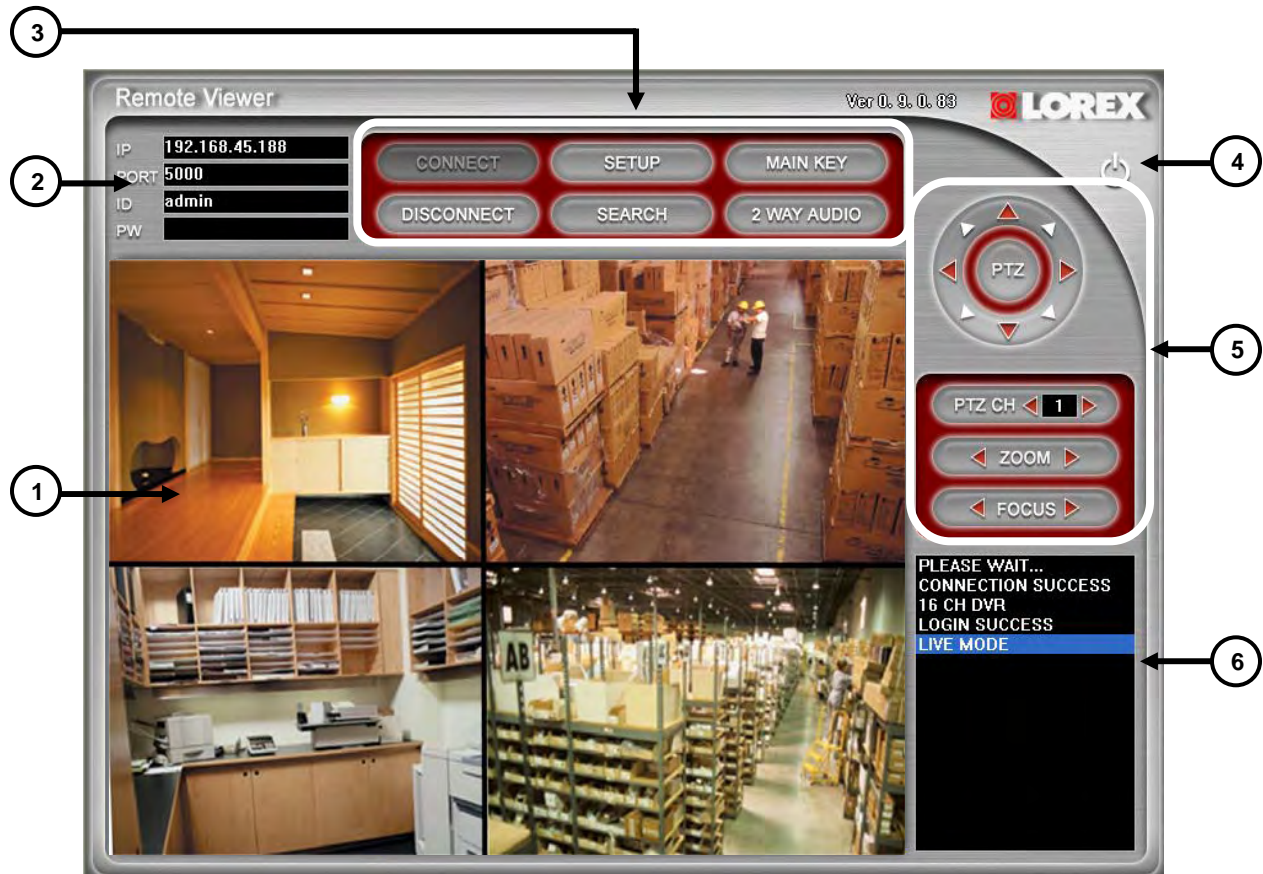 3
Remote Viewer
Ver 0. 9. 0. 83
LOREX
IP 192.168.45.188
PORT 5000
ID admin
PW
CONNECT SETUP MAIN KEY
DISCONNECT SEARCH 2 WAY AUDIO
2
4
PTZ
5
PTZ CH 1
ZOOM
FOCUS
1
AB
PLEASE WAIT...
CONNECTION SUCCESS
16 CH DVR
LOGIN SUCCESS
LIVE MODE
6